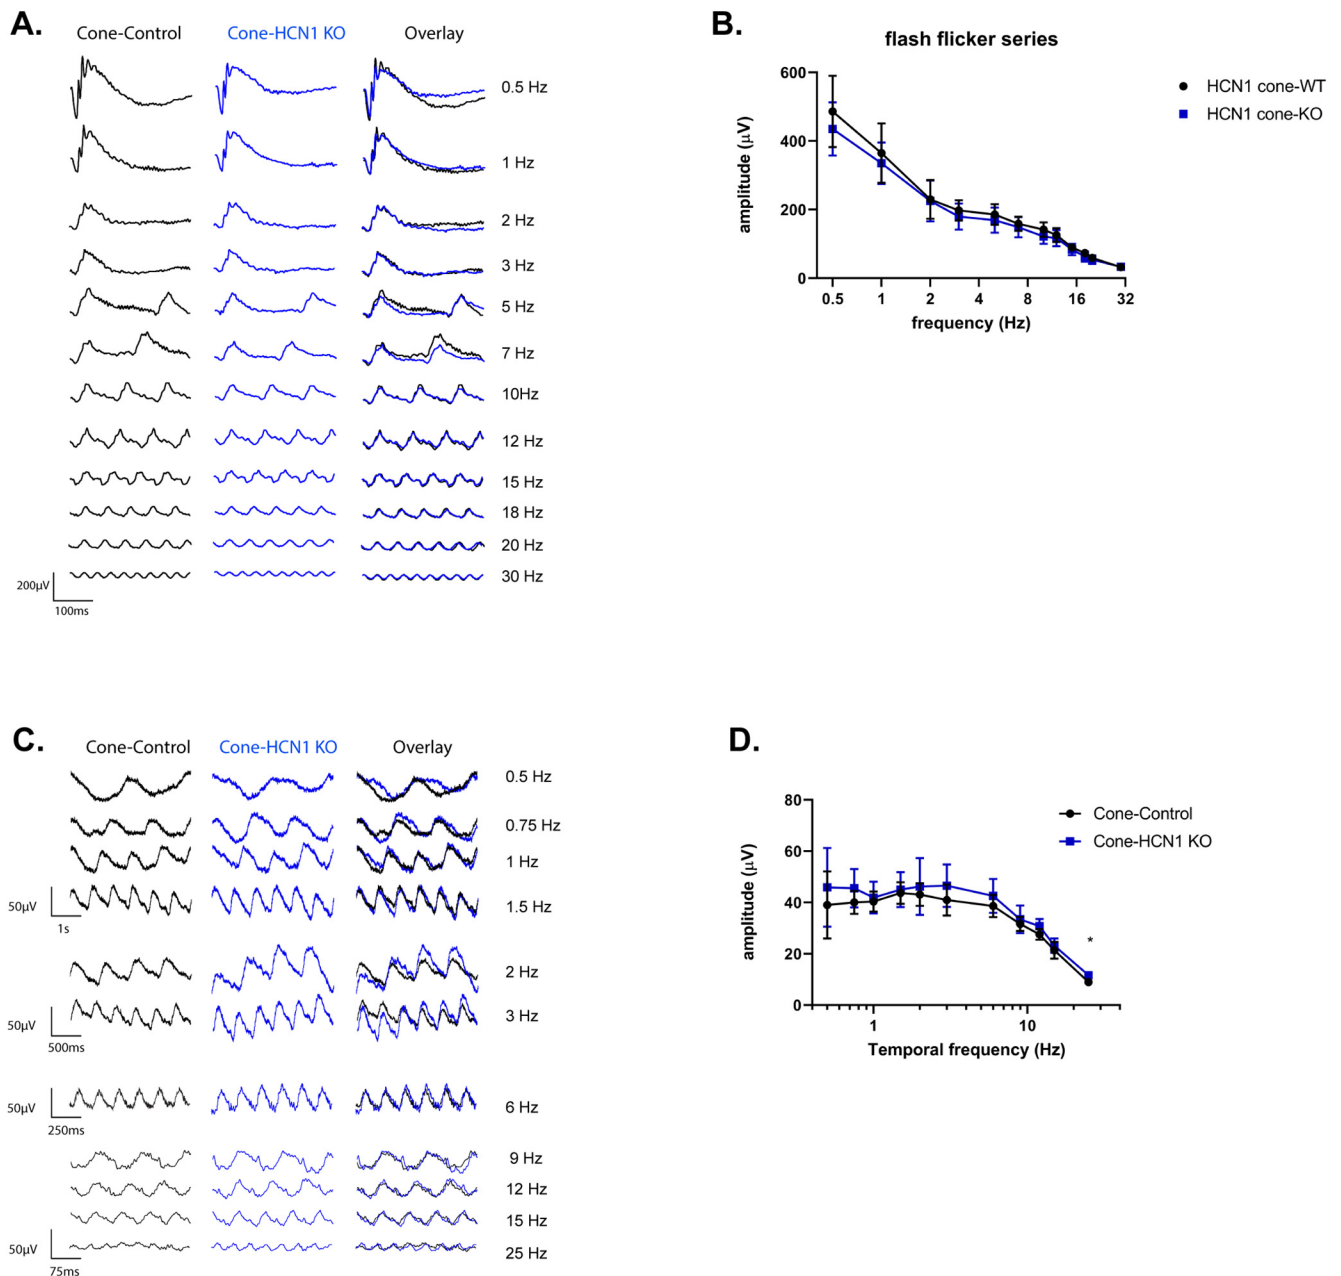 A.
Cone-Control Cone-HCN1 KO Overlay
0.5 Hz
1 Hz
2 Hz
3 Hz
5 Hz
7 Hz
10Hz
12 Hz
15 Hz
18 Hz
20 Hz
30 Hz
200µV
100ms
B.
flash flicker series
HCN1 cone-WT
HCN1 cone-KO
amplitude (µV)
600
400
200
0
0.5 1 2 4 8 16 32
frequency (Hz)
C.
Cone-Control Cone-HCN1 KO Overlay
0.5 Hz
0.75 Hz
1 Hz
1.5 Hz
50µV
1s
2 Hz
3 Hz
50µV
500ms
6 Hz
50µV
250ms
9 Hz
12 Hz
15 Hz
25 Hz
50µV
75ms
D.
Cone-Control
Cone-HCN1 KO
amplitude (µV)
80
60
40
20
0
*
1 10
Temporal frequency (Hz)